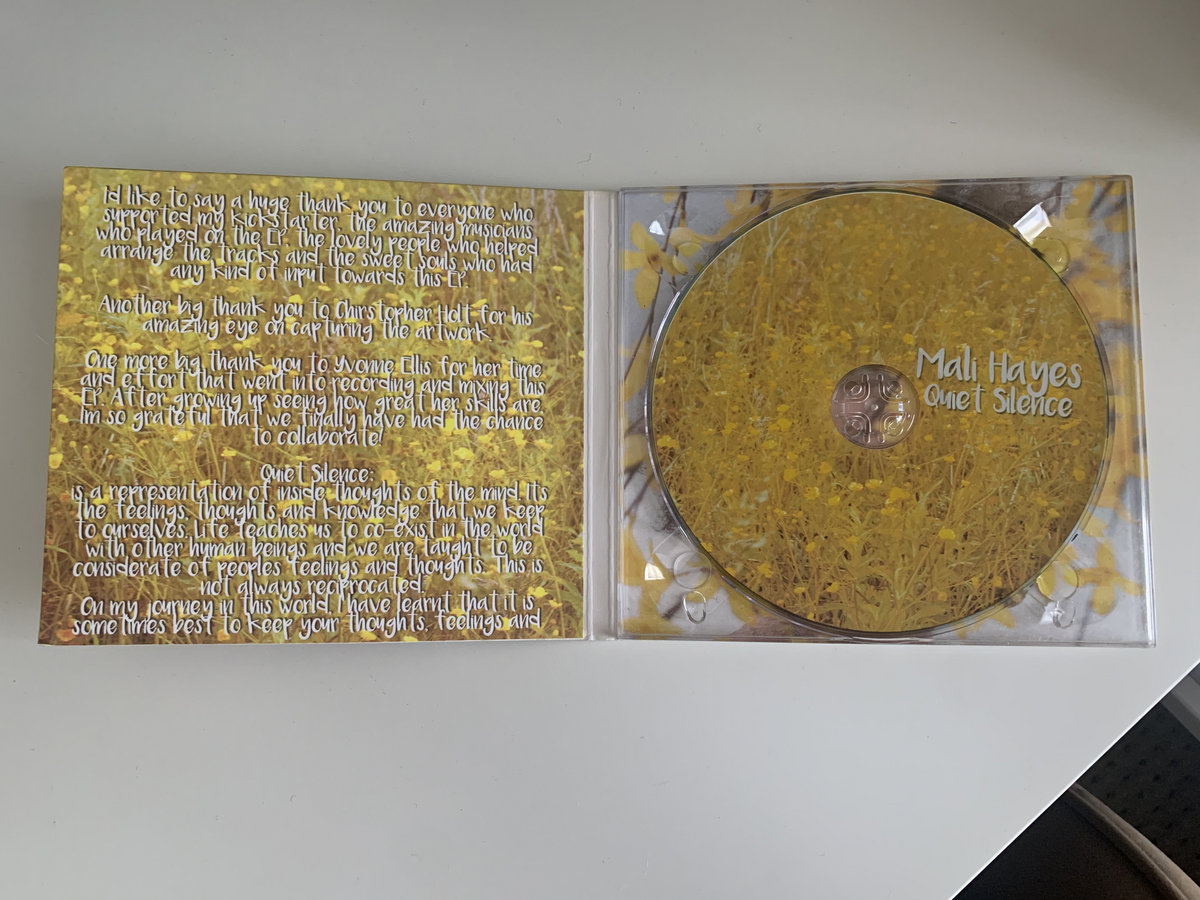 I'd like to say a huge thank you to everyone who
supported my kickstarter, the amazing musicians
who played on the EP, the lovely people who helped
arrange the tracks and the sweet souls who had
any kind of input towards this EP.
Another big thank you to Chirstopher Holt for his
amazing eye on capturing the artwork.
One more big thank you to Yvonne Ellis for her time
and effort that went into recording and mixing this
EP. After growing up seeing how great her skills are,
Im so grateful that we finally have had the chance
to collaborate!
Quiet Silence:
is a representation of inside thoughts of the mind. Its
the feelings, thoughts and knowledge that we keep
to ourselves. Life teaches us to co-exist in the world
with other human beings and we are taught to be
considerate of peoples feelings and thoughts. This is
not always reciprocated.
On my journey in this world, I have learnt that it is
sometimes best to keep your thoughts, feelings and
Mali Hayes
Quiet Silence